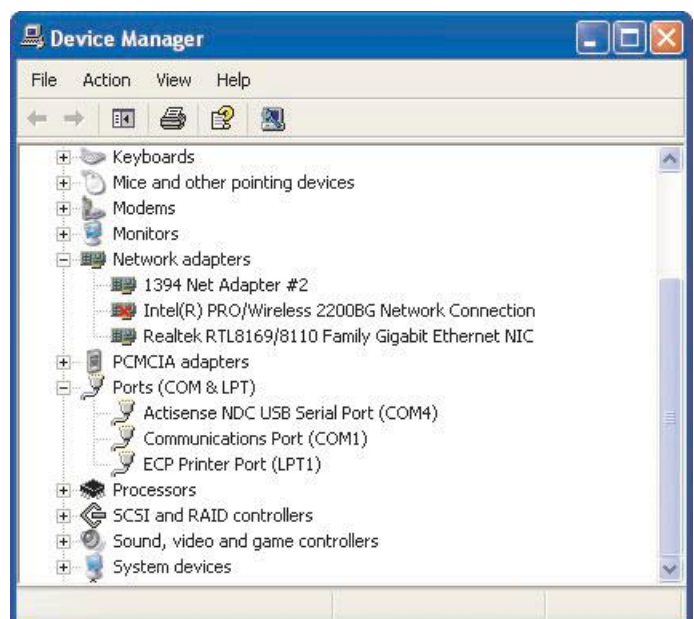 Device Manager
File Action View Help
Keyboards
Mice and other pointing devices
Modems
Monitors
Network adapters
1394 Net Adapter #2
Intel(R) PRO/Wireless 2200BG Network Connection
Realtek RTL8169/8110 Family Gigabit Ethernet NIC
PCMCIA adapters
Ports (COM & LPT)
Actisense NDC USB Serial Port (COM4)
Communications Port (COM1)
ECP Printer Port (LPT1)
Processors
SCSI and RAID controllers
Sound, video and game controllers
System devices